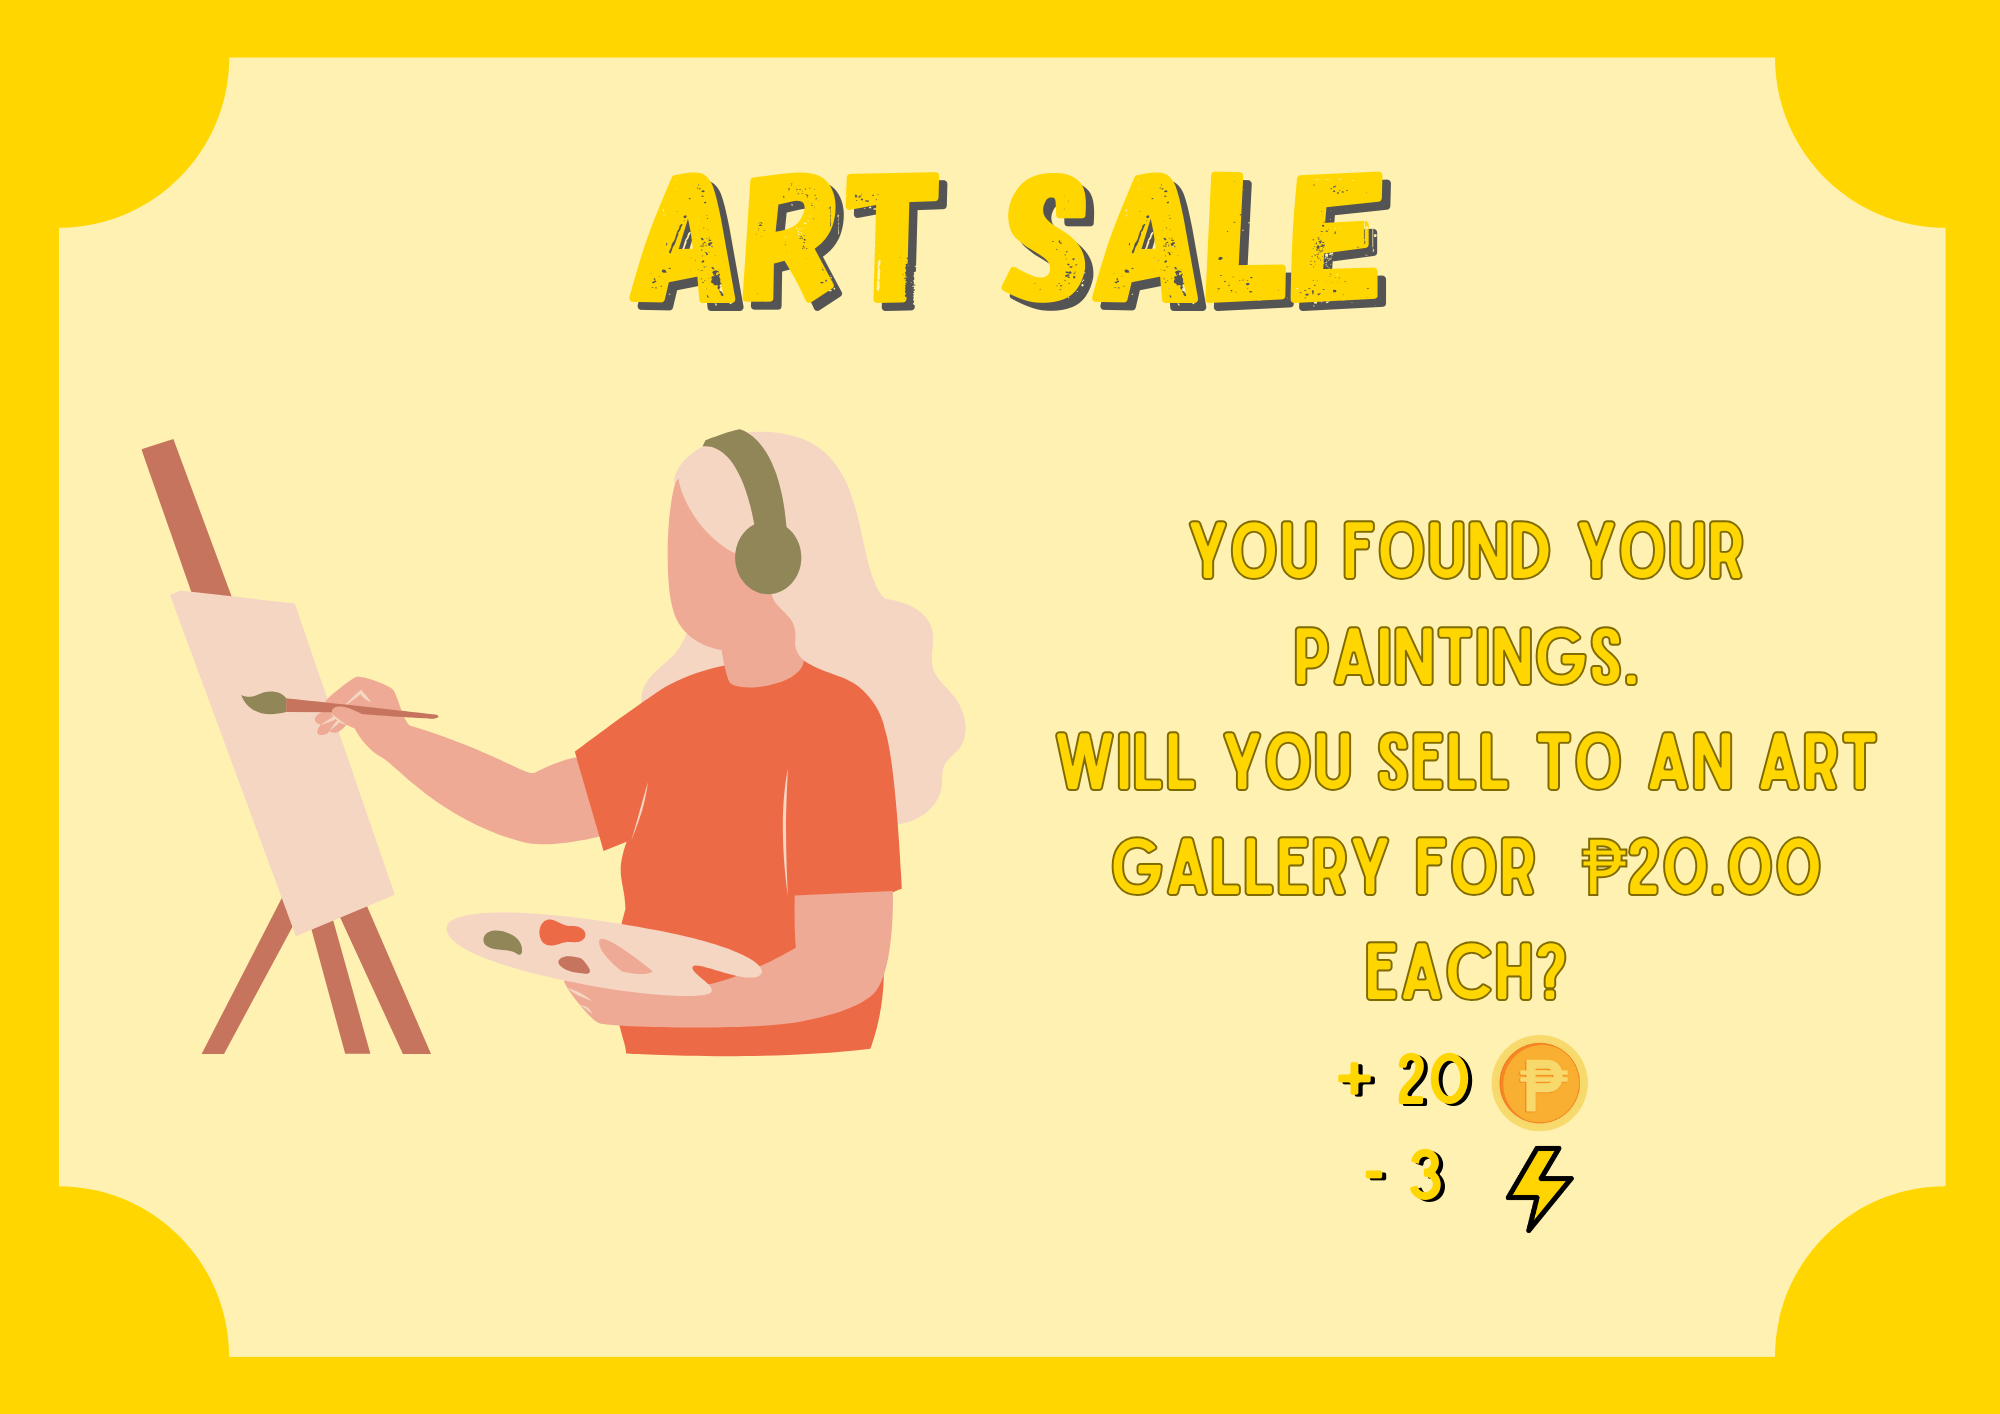 ART SALE
YOU FOUND YOUR
PAINTINGS.
WILL YOU SELL TO AN ART
GALLERY FOR ₱20.00
EACH?
+ 20 ₱
- 3